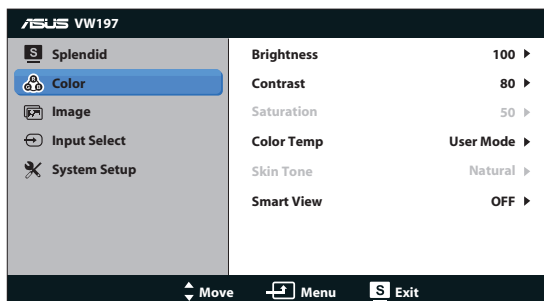 ASUS VW197
S Splendid
Color
Image
Input Select
System Setup
Brightness 100
Contrast 80
Saturation 50
Color Temp User Mode
Skin Tone Natural
Smart View OFF
Move Menu S Exit